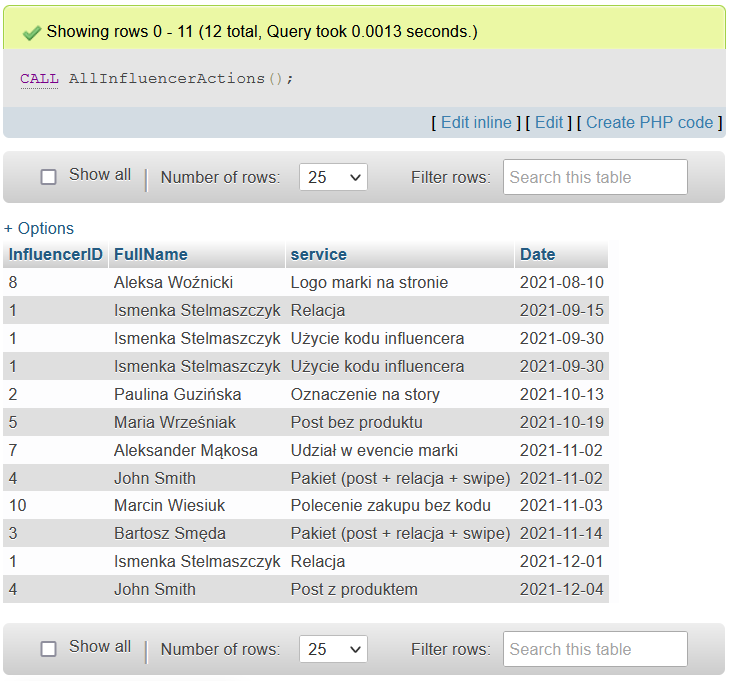 Showing rows 0 - 11 (12 total, Query took 0.0013 seconds.)
CALL AllInfluencerActions();
[ Edit inline ] [ Edit ] [ Create PHP code ]
Show all | Number of rows: 25 Filter rows: Search this table
+ Options
InfluencerID FullName service Date
8 Aleksa Woźnicki Logo marki na stronie 2021-08-10
1 Ismenka Stelmaszczyk Relacja 2021-09-15
1 Ismenka Stelmaszczyk Użycie kodu influencera 2021-09-30
1 Ismenka Stelmaszczyk Użycie kodu influencera 2021-09-30
2 Paulina Guzińska Oznaczenie na story 2021-10-13
5 Maria Wrześniak Post bez produktu 2021-10-19
7 Aleksander Mąkosa Udział w evencie marki 2021-11-02
4 John Smith Pakiet (post + relacja + swipe) 2021-11-02
10 Marcin Wiesiuk Polecenie zakupu bez kodu 2021-11-03
3 Bartosz Smęda Pakiet (post + relacja + swipe) 2021-11-14
1 Ismenka Stelmaszczyk Relacja 2021-12-01
4 John Smith Post z produktem 2021-12-04
Show all | Number of rows: 25 Filter rows: Search this table